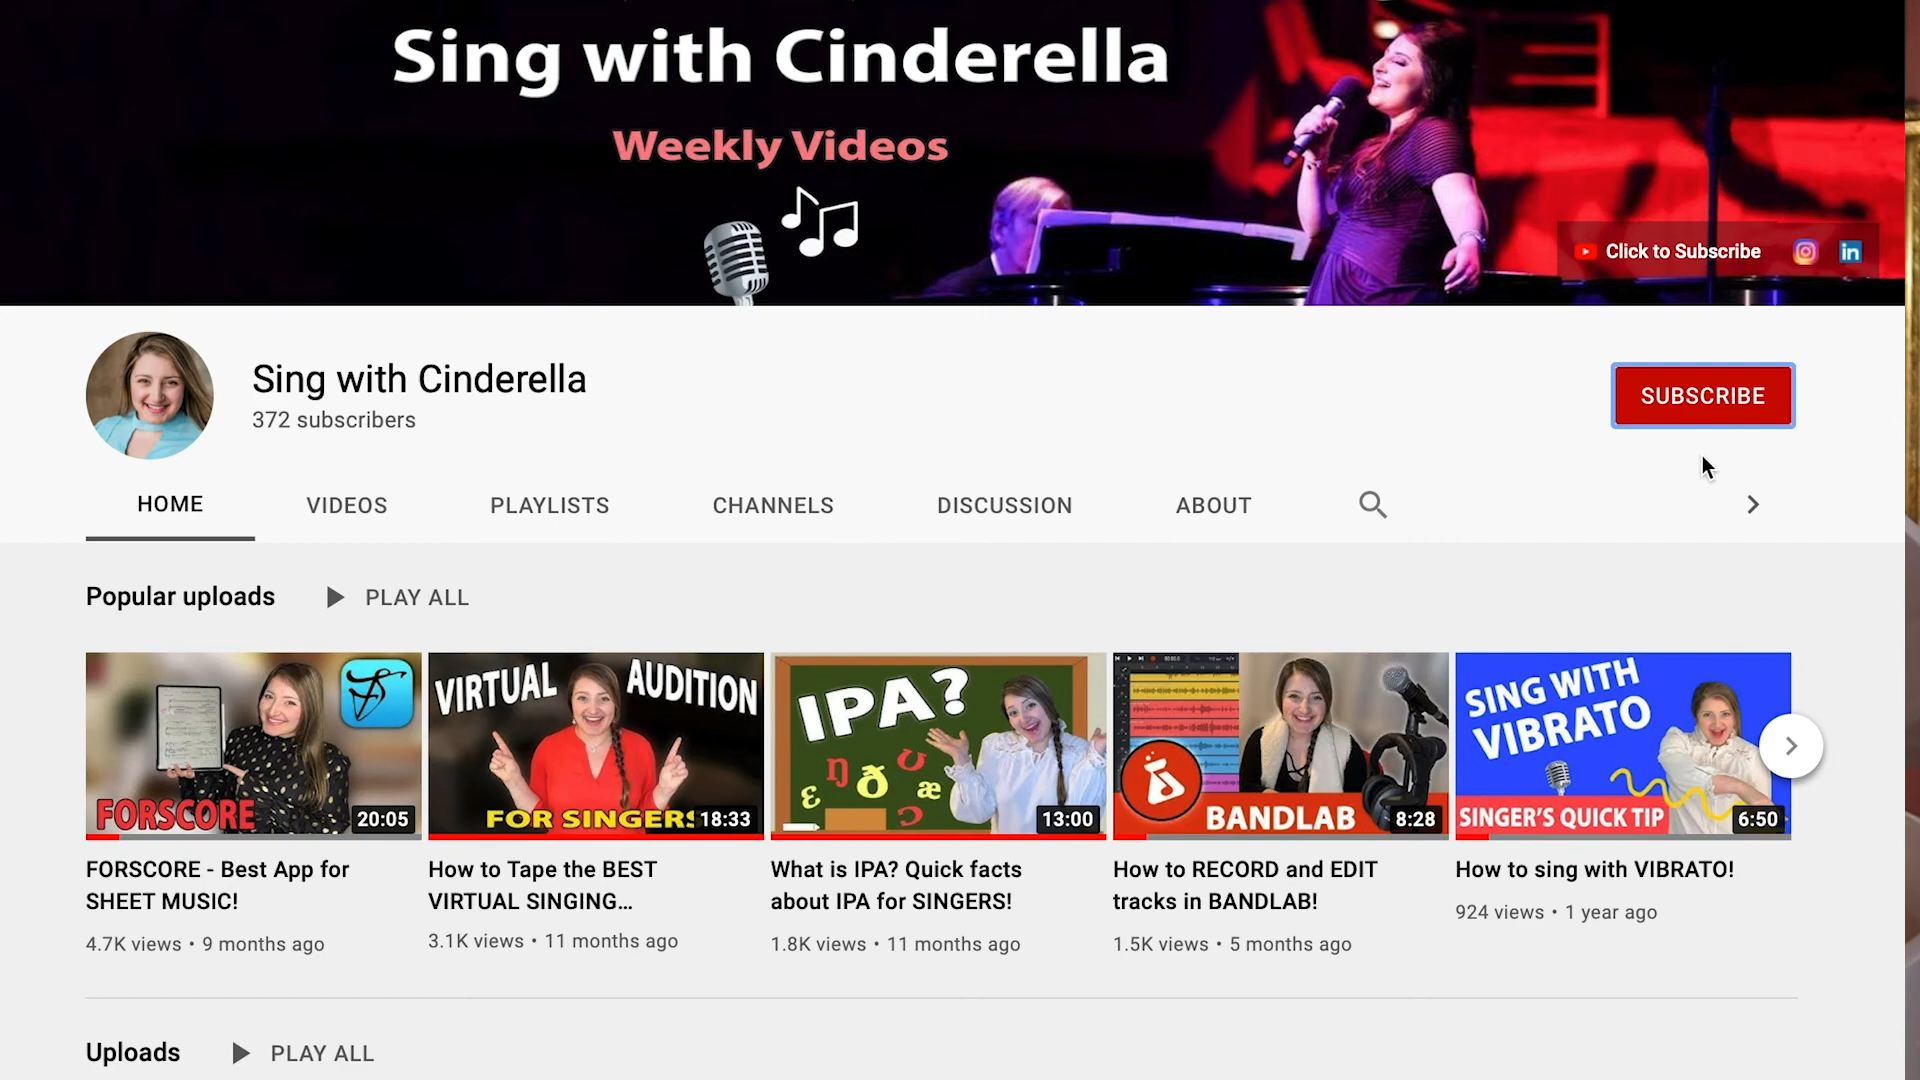 Sing with Cinderella
Weekly Videos
Click to Subscribe
Sing with Cinderella
372 subscribers
SUBSCRIBE
HOME
VIDEOS
PLAYLISTS
CHANNELS
DISCUSSION
ABOUT
Popular uploads
PLAY ALL
FORSCORE
20:05
VIRTUAL AUDITION
FOR SINGERS
18:33
IPA?
ŋ ʊ
ɛ ð æ
ɔ
13:00
BANDLAB
8:28
SING WITH
VIBRATO
SINGER'S QUICK TIP
6:50
FORSCORE - Best App for
SHEET MUSIC!
4.7K views • 9 months ago
How to Tape the BEST
VIRTUAL SINGING...
3.1K views • 11 months ago
What is IPA? Quick facts
about IPA for SINGERS!
1.8K views • 11 months ago
How to RECORD and EDIT
tracks in BANDLAB!
1.5K views • 5 months ago
How to sing with VIBRATO!
924 views • 1 year ago
Uploads
PLAY ALL